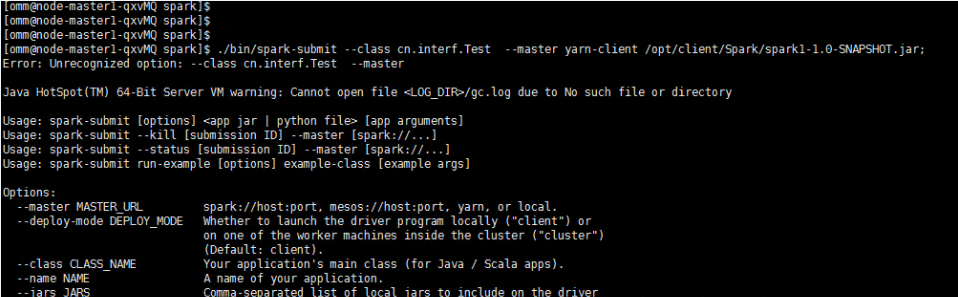 [omm@node-master1-qxvMQ spark]$
[omm@node-master1-qxvMQ spark]$
[omm@node-master1-qxvMQ spark]$
[omm@node-master1-qxvMQ spark]$ ./bin/spark-submit --class cn.interf.Test  --master yarn-client /opt/client/Spark/spark1-1.0-SNAPSHOT.jar;
Error: Unrecognized option: --class cn.interf.Test  --master

Java HotSpot(TM) 64-Bit Server VM warning: Cannot open file <LOG_DIR>/gc.log due to No such file or directory

Usage: spark-submit [options] <app jar | python file> [app arguments]
Usage: spark-submit --kill [submission ID] --master [spark://...]
Usage: spark-submit --status [submission ID] --master [spark://...]
Usage: spark-submit run-example [options] example-class [example args]

Options:
  --master MASTER_URL         spark://host:port, mesos://host:port, yarn, or local.
  --deploy-mode DEPLOY_MODE   Whether to launch the driver program locally ("client") or
                              on one of the worker machines inside the cluster ("cluster")
                              (Default: client).
  --class CLASS_NAME          Your application's main class (for Java / Scala apps).
  --name NAME                 A name of your application.
  --jars JARS                 Comma-separated list of local jars to include on the driver